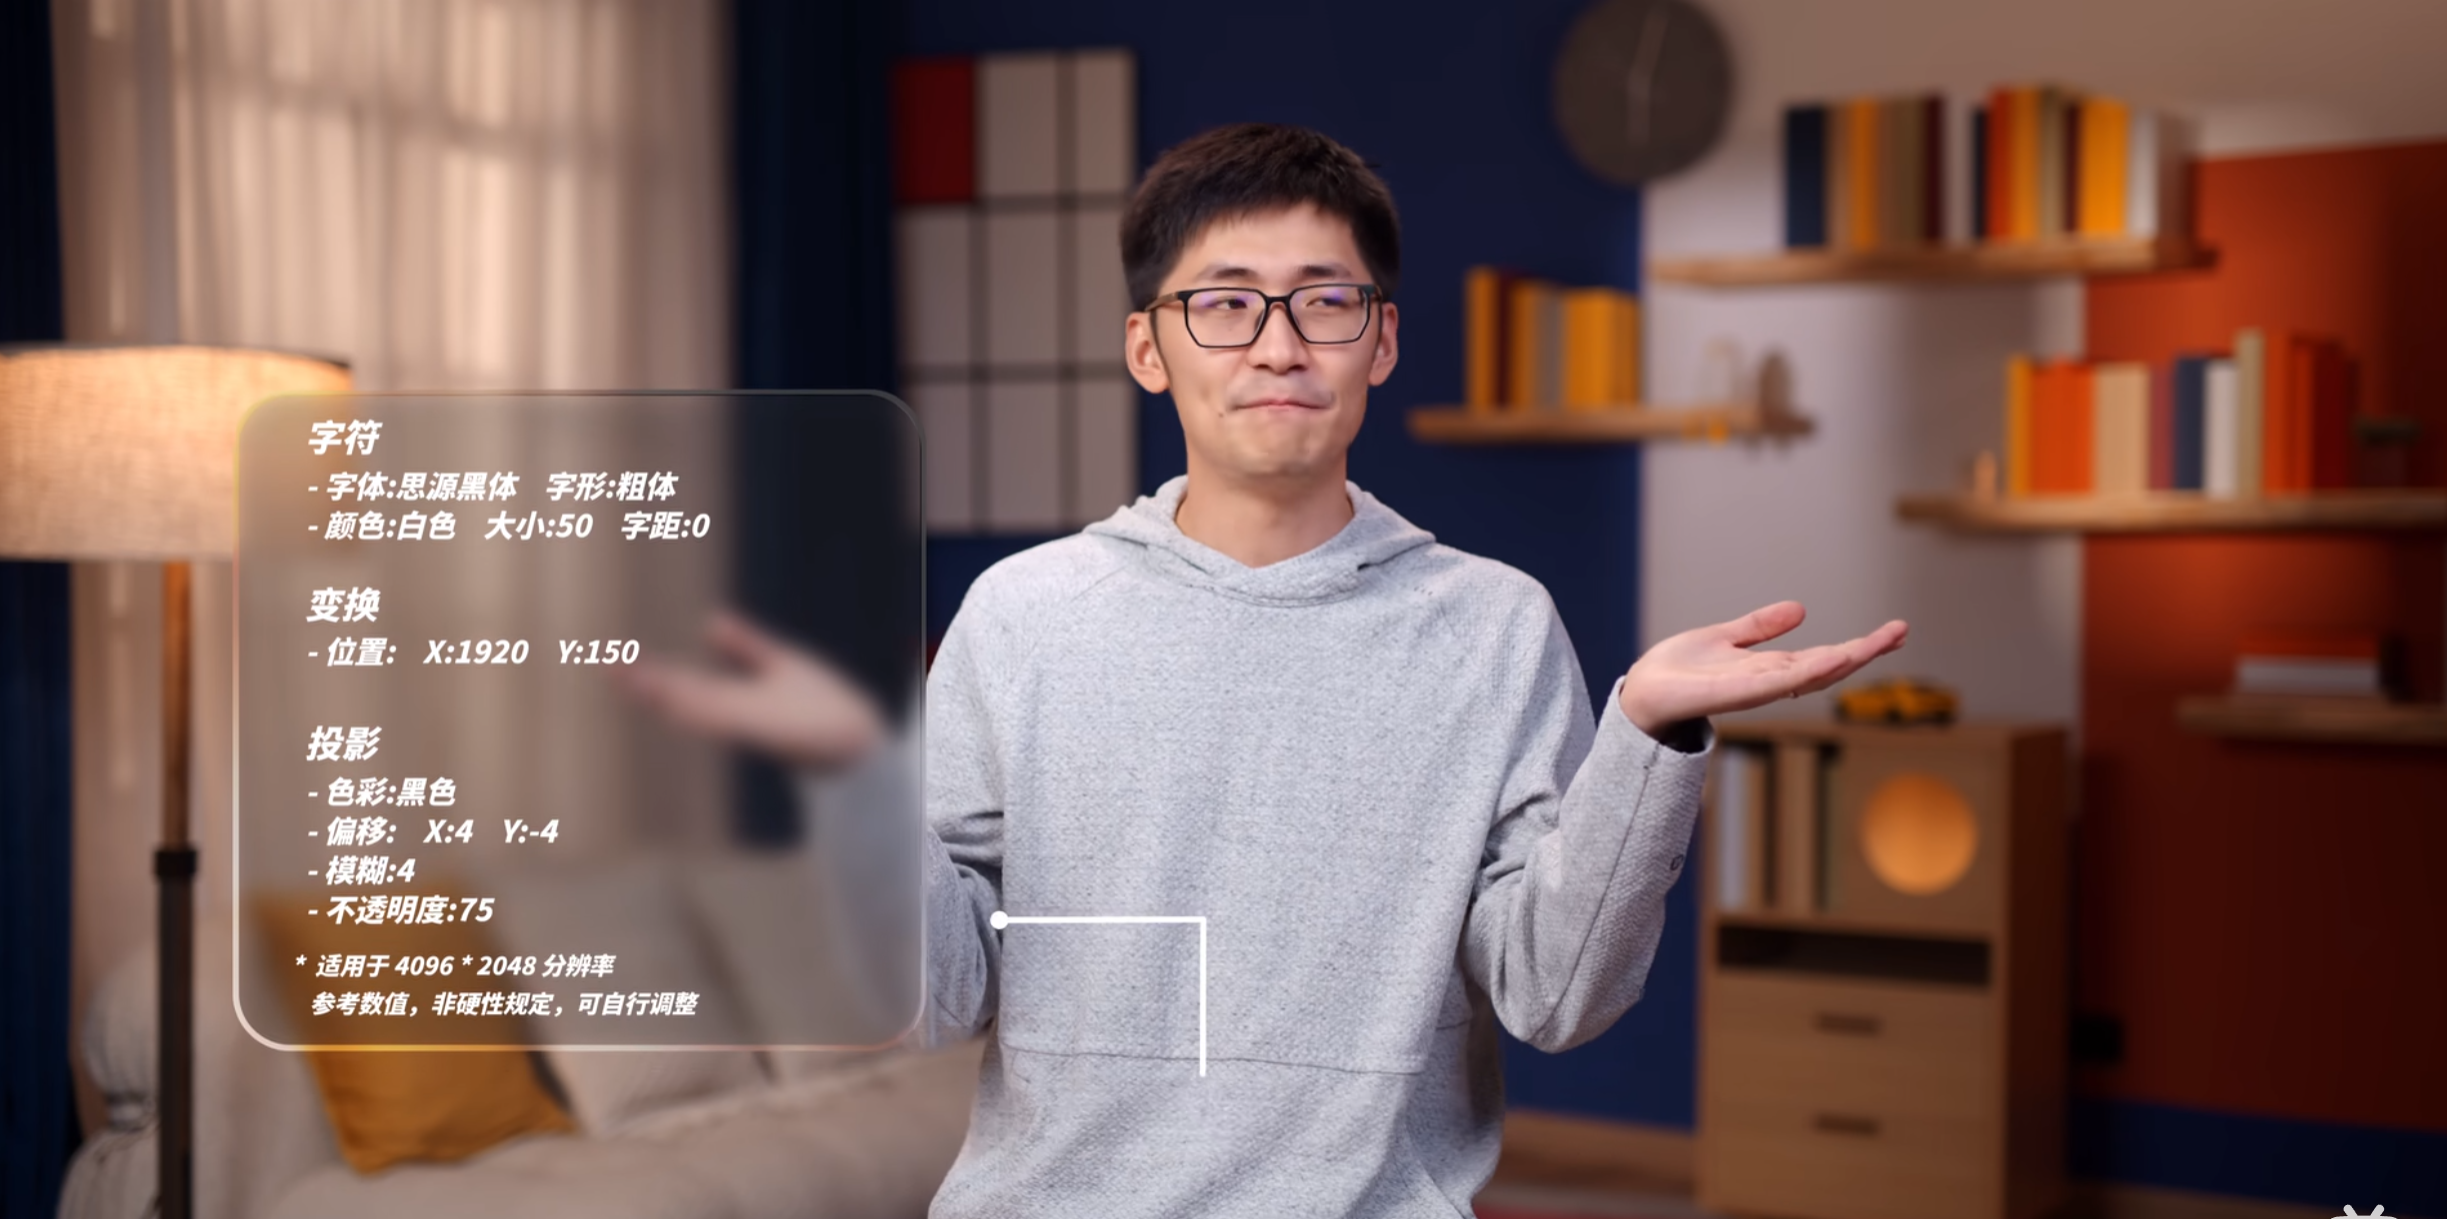 字符
- 字体:思源黑体 字形:粗体
- 颜色:白色 大小:50 字距:0
变换
- 位置: X:1920 Y:150
投影
- 色彩:黑色
- 偏移: X:4 Y:-4
- 模糊:4
- 不透明度:75
* 适用于 4096 * 2048 分辨率
参考数值，非硬性规定，可自行调整